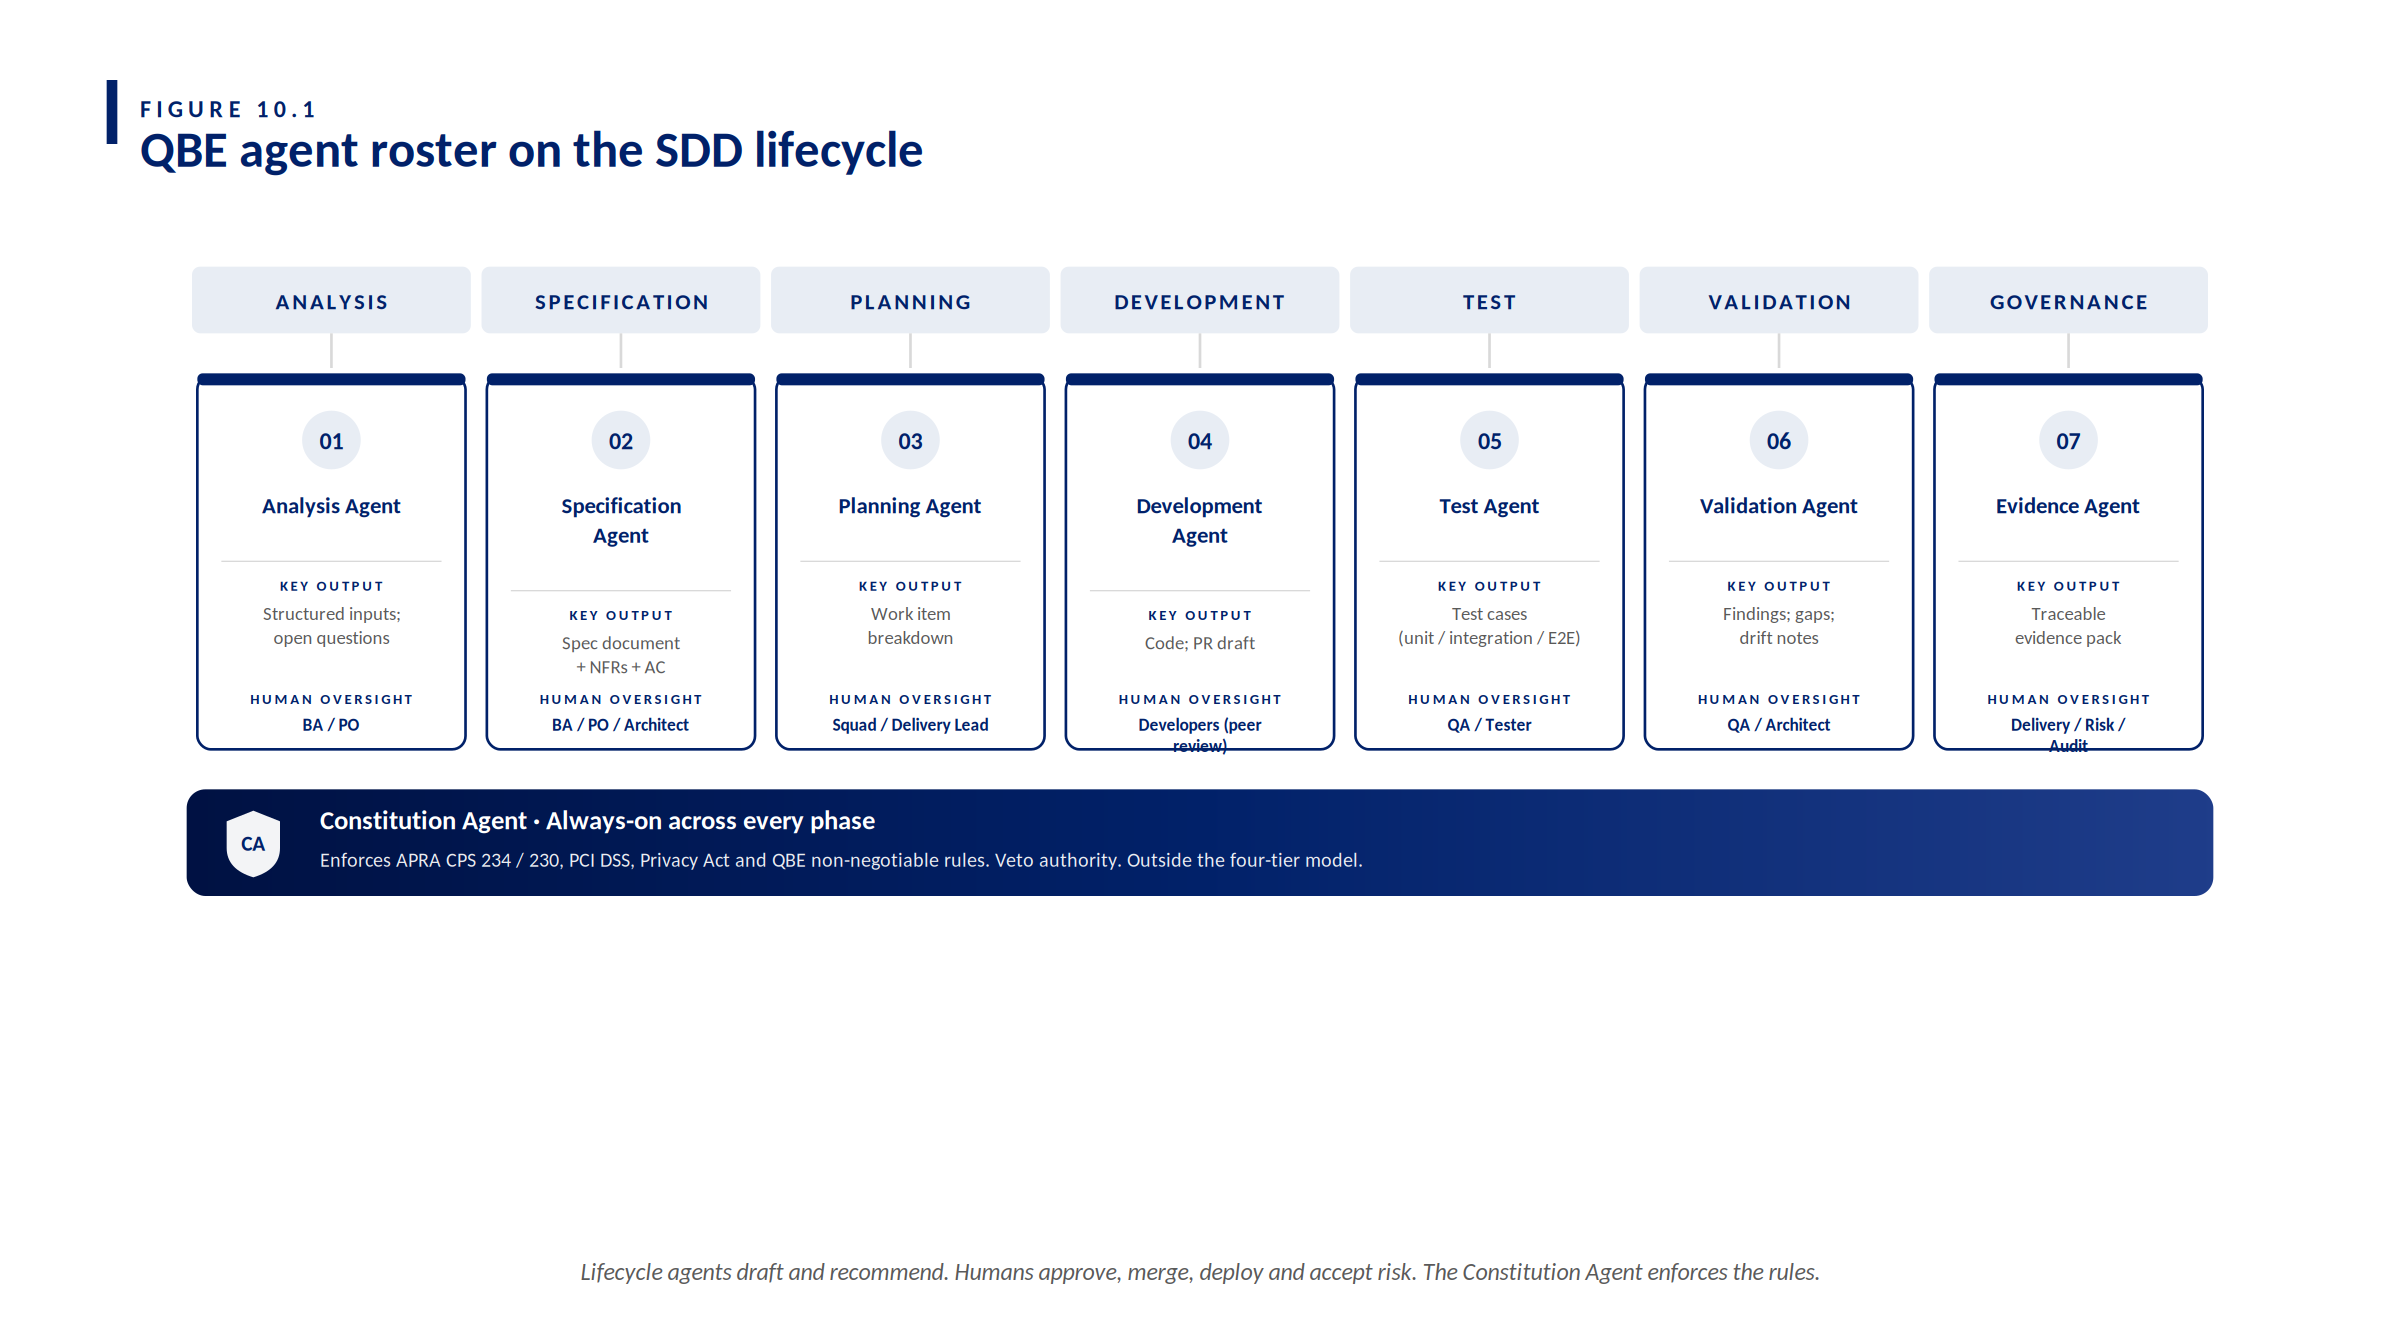 FIGURE 10.1
QBE agent roster on the SDD lifecycle
ANALYSIS
SPECIFICATION
PLANNING
DEVELOPMENT
TEST
VALIDATION
GOVERNANCE
01
Analysis Agent
KEY OUTPUT
Structured inputs;
open questions
HUMAN OVERSIGHT
BA / PO
02
Specification
Agent
KEY OUTPUT
Spec document
+ NFRs + AC
HUMAN OVERSIGHT
BA / PO / Architect
03
Planning Agent
KEY OUTPUT
Work item
breakdown
HUMAN OVERSIGHT
Squad / Delivery Lead
04
Development
Agent
KEY OUTPUT
Code; PR draft
HUMAN OVERSIGHT
Developers (peer
review)
05
Test Agent
KEY OUTPUT
Test cases
(unit / integration / E2E)
HUMAN OVERSIGHT
QA / Tester
06
Validation Agent
KEY OUTPUT
Findings; gaps;
drift notes
HUMAN OVERSIGHT
QA / Architect
07
Evidence Agent
KEY OUTPUT
Traceable
evidence pack
HUMAN OVERSIGHT
Delivery / Risk /
Audit
CA
Constitution Agent · Always-on across every phase
Enforces APRA CPS 234 / 230, PCI DSS, Privacy Act and QBE non-negotiable rules. Veto authority. Outside the four-tier model.
Lifecycle agents draft and recommend. Humans approve, merge, deploy and accept risk. The Constitution Agent enforces the rules.